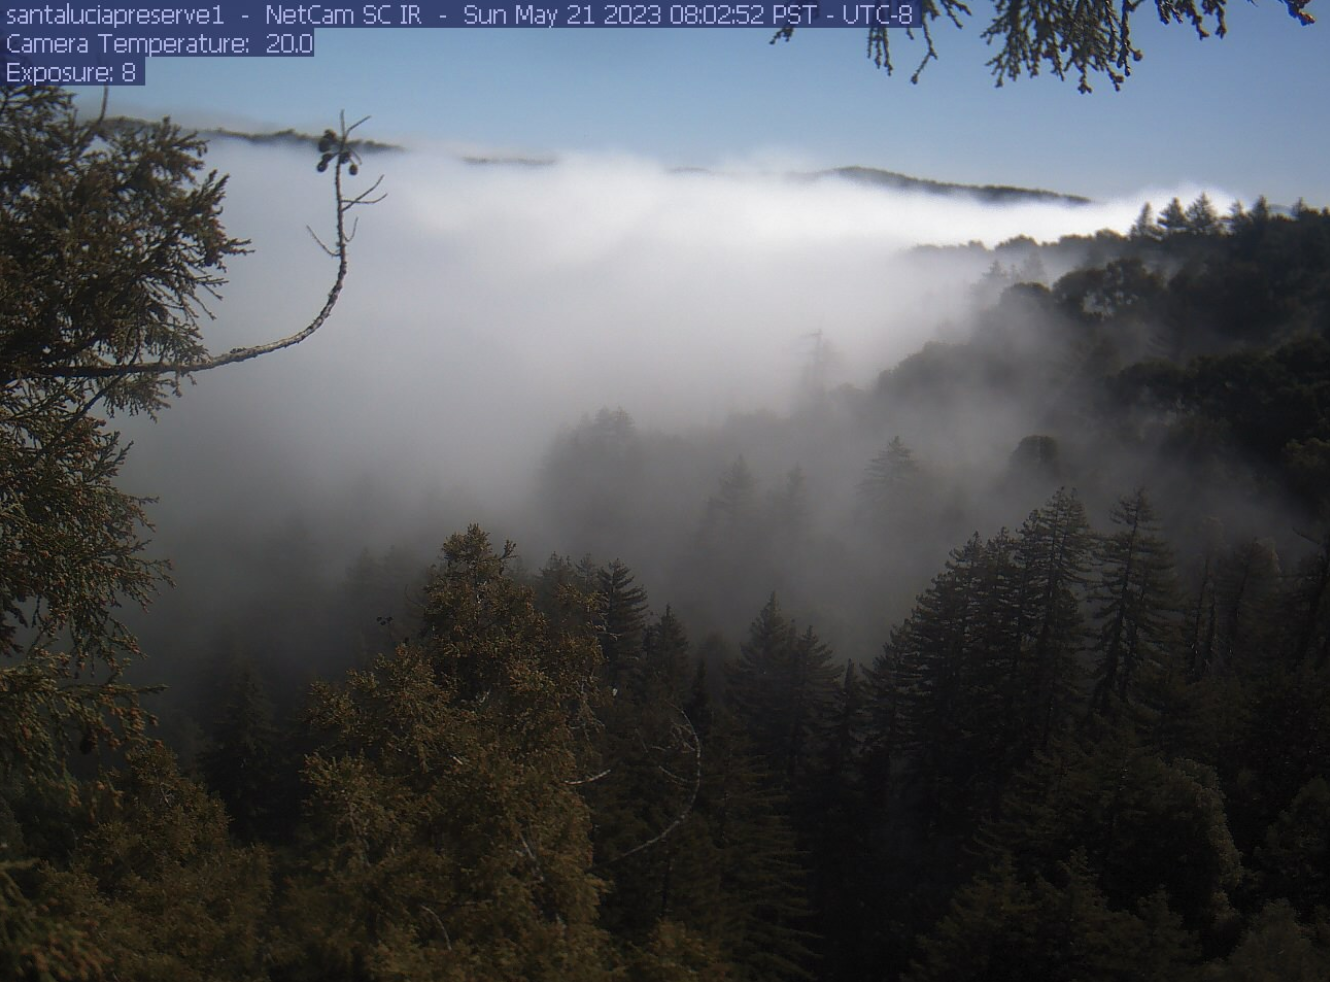 santaluciapreserve1 - NetCam SC IR - Sun May 21 2023 08:02:52 PST - UTC-8
Camera Temperature: 20.0
Exposure: 8